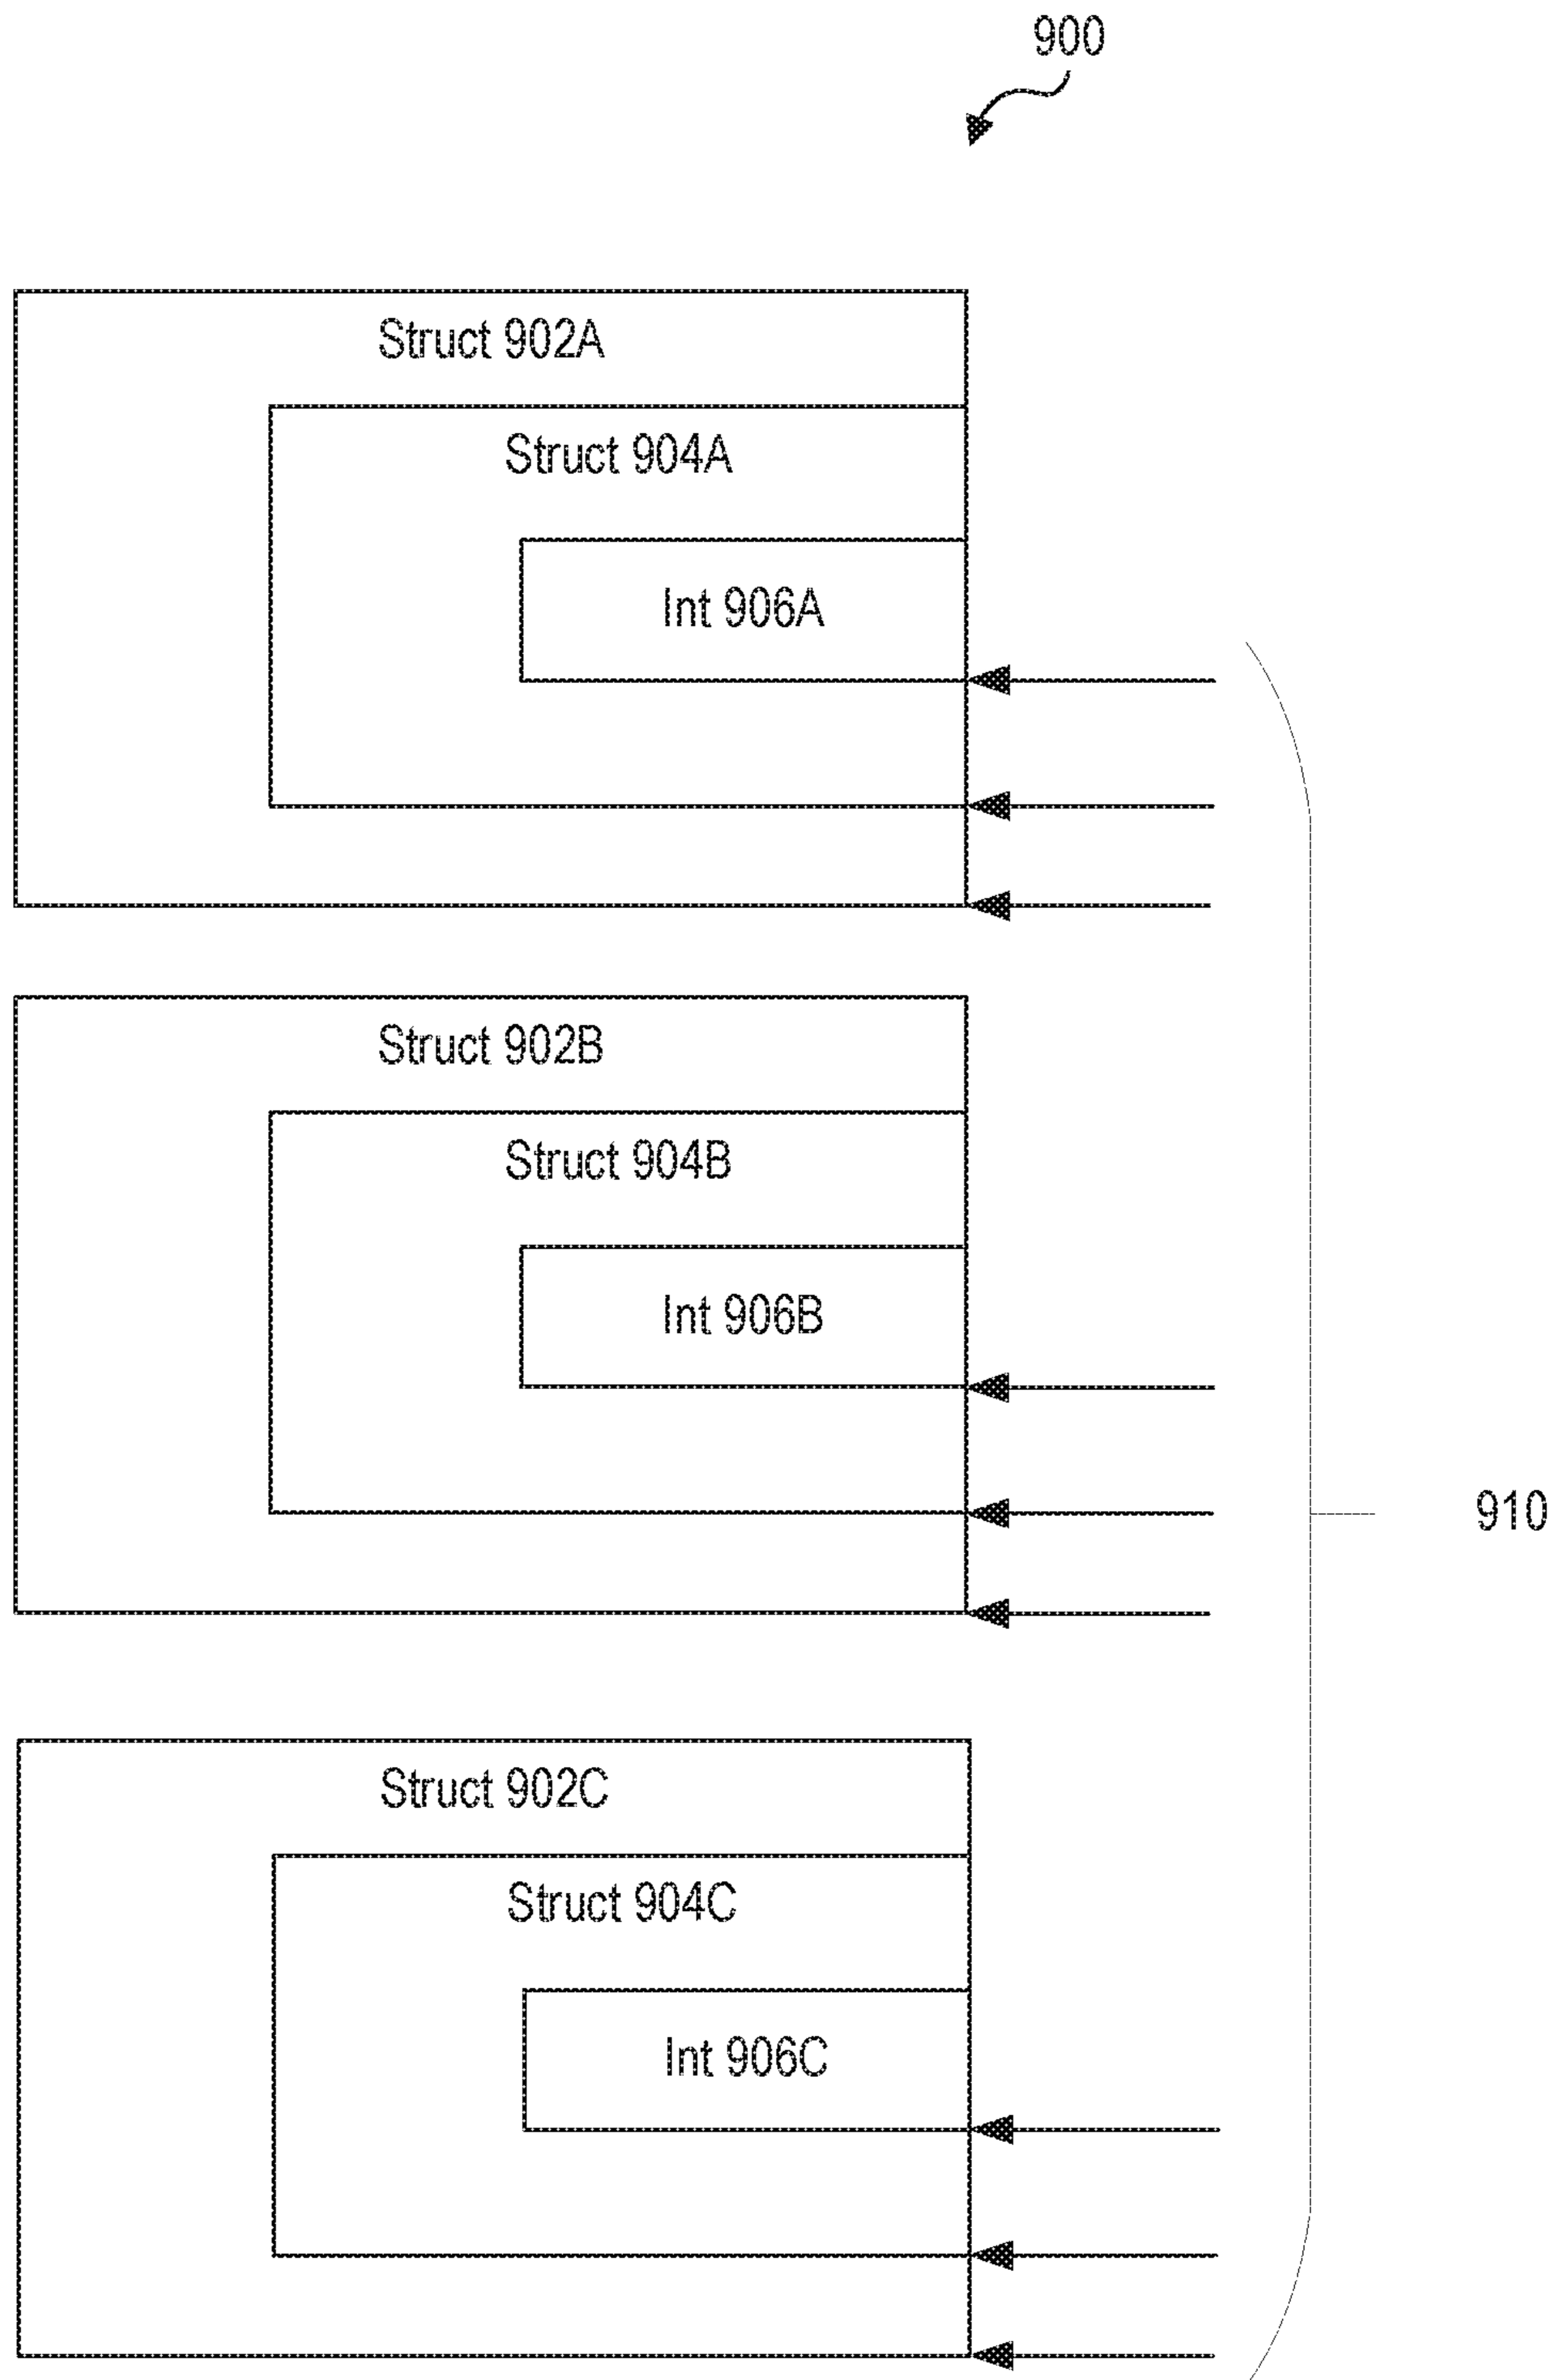 900
Struct 902A
Struct 904A
Int 906A
Struct 902B
Struct 904B
Int 906B
910
Struct 902C
Struct 904C
Int 906C